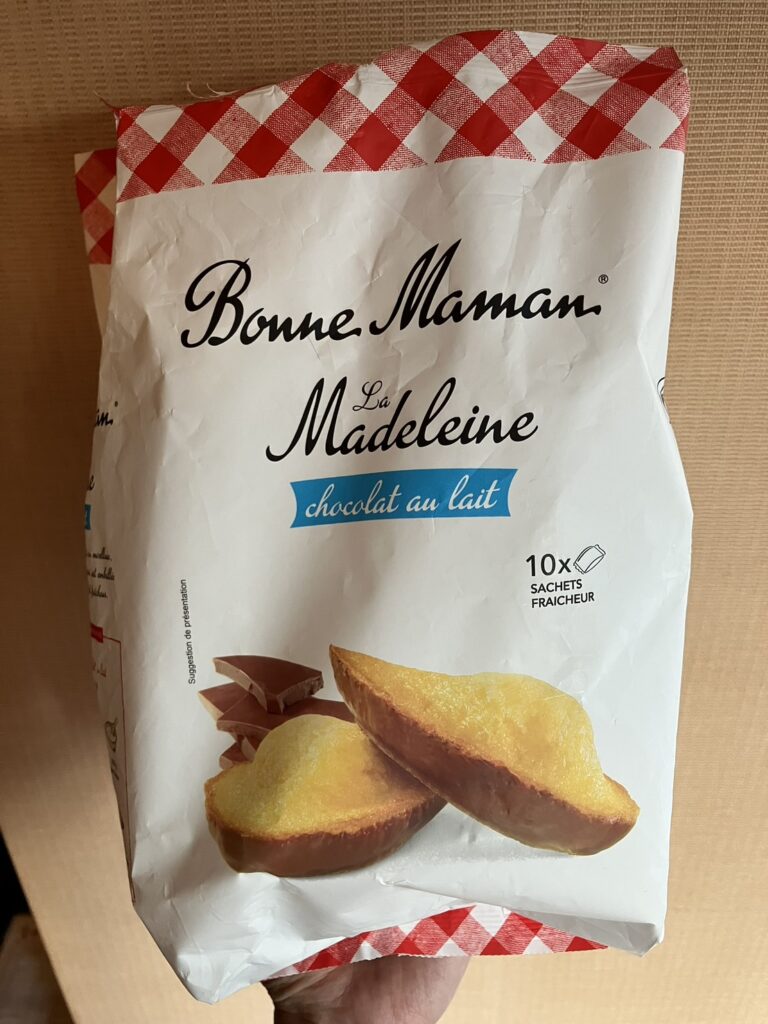 Bonne Maman®
La
Madeleine
chocolat au lait
10x
SACHETS
FRAICHEUR
Suggestion de présentation